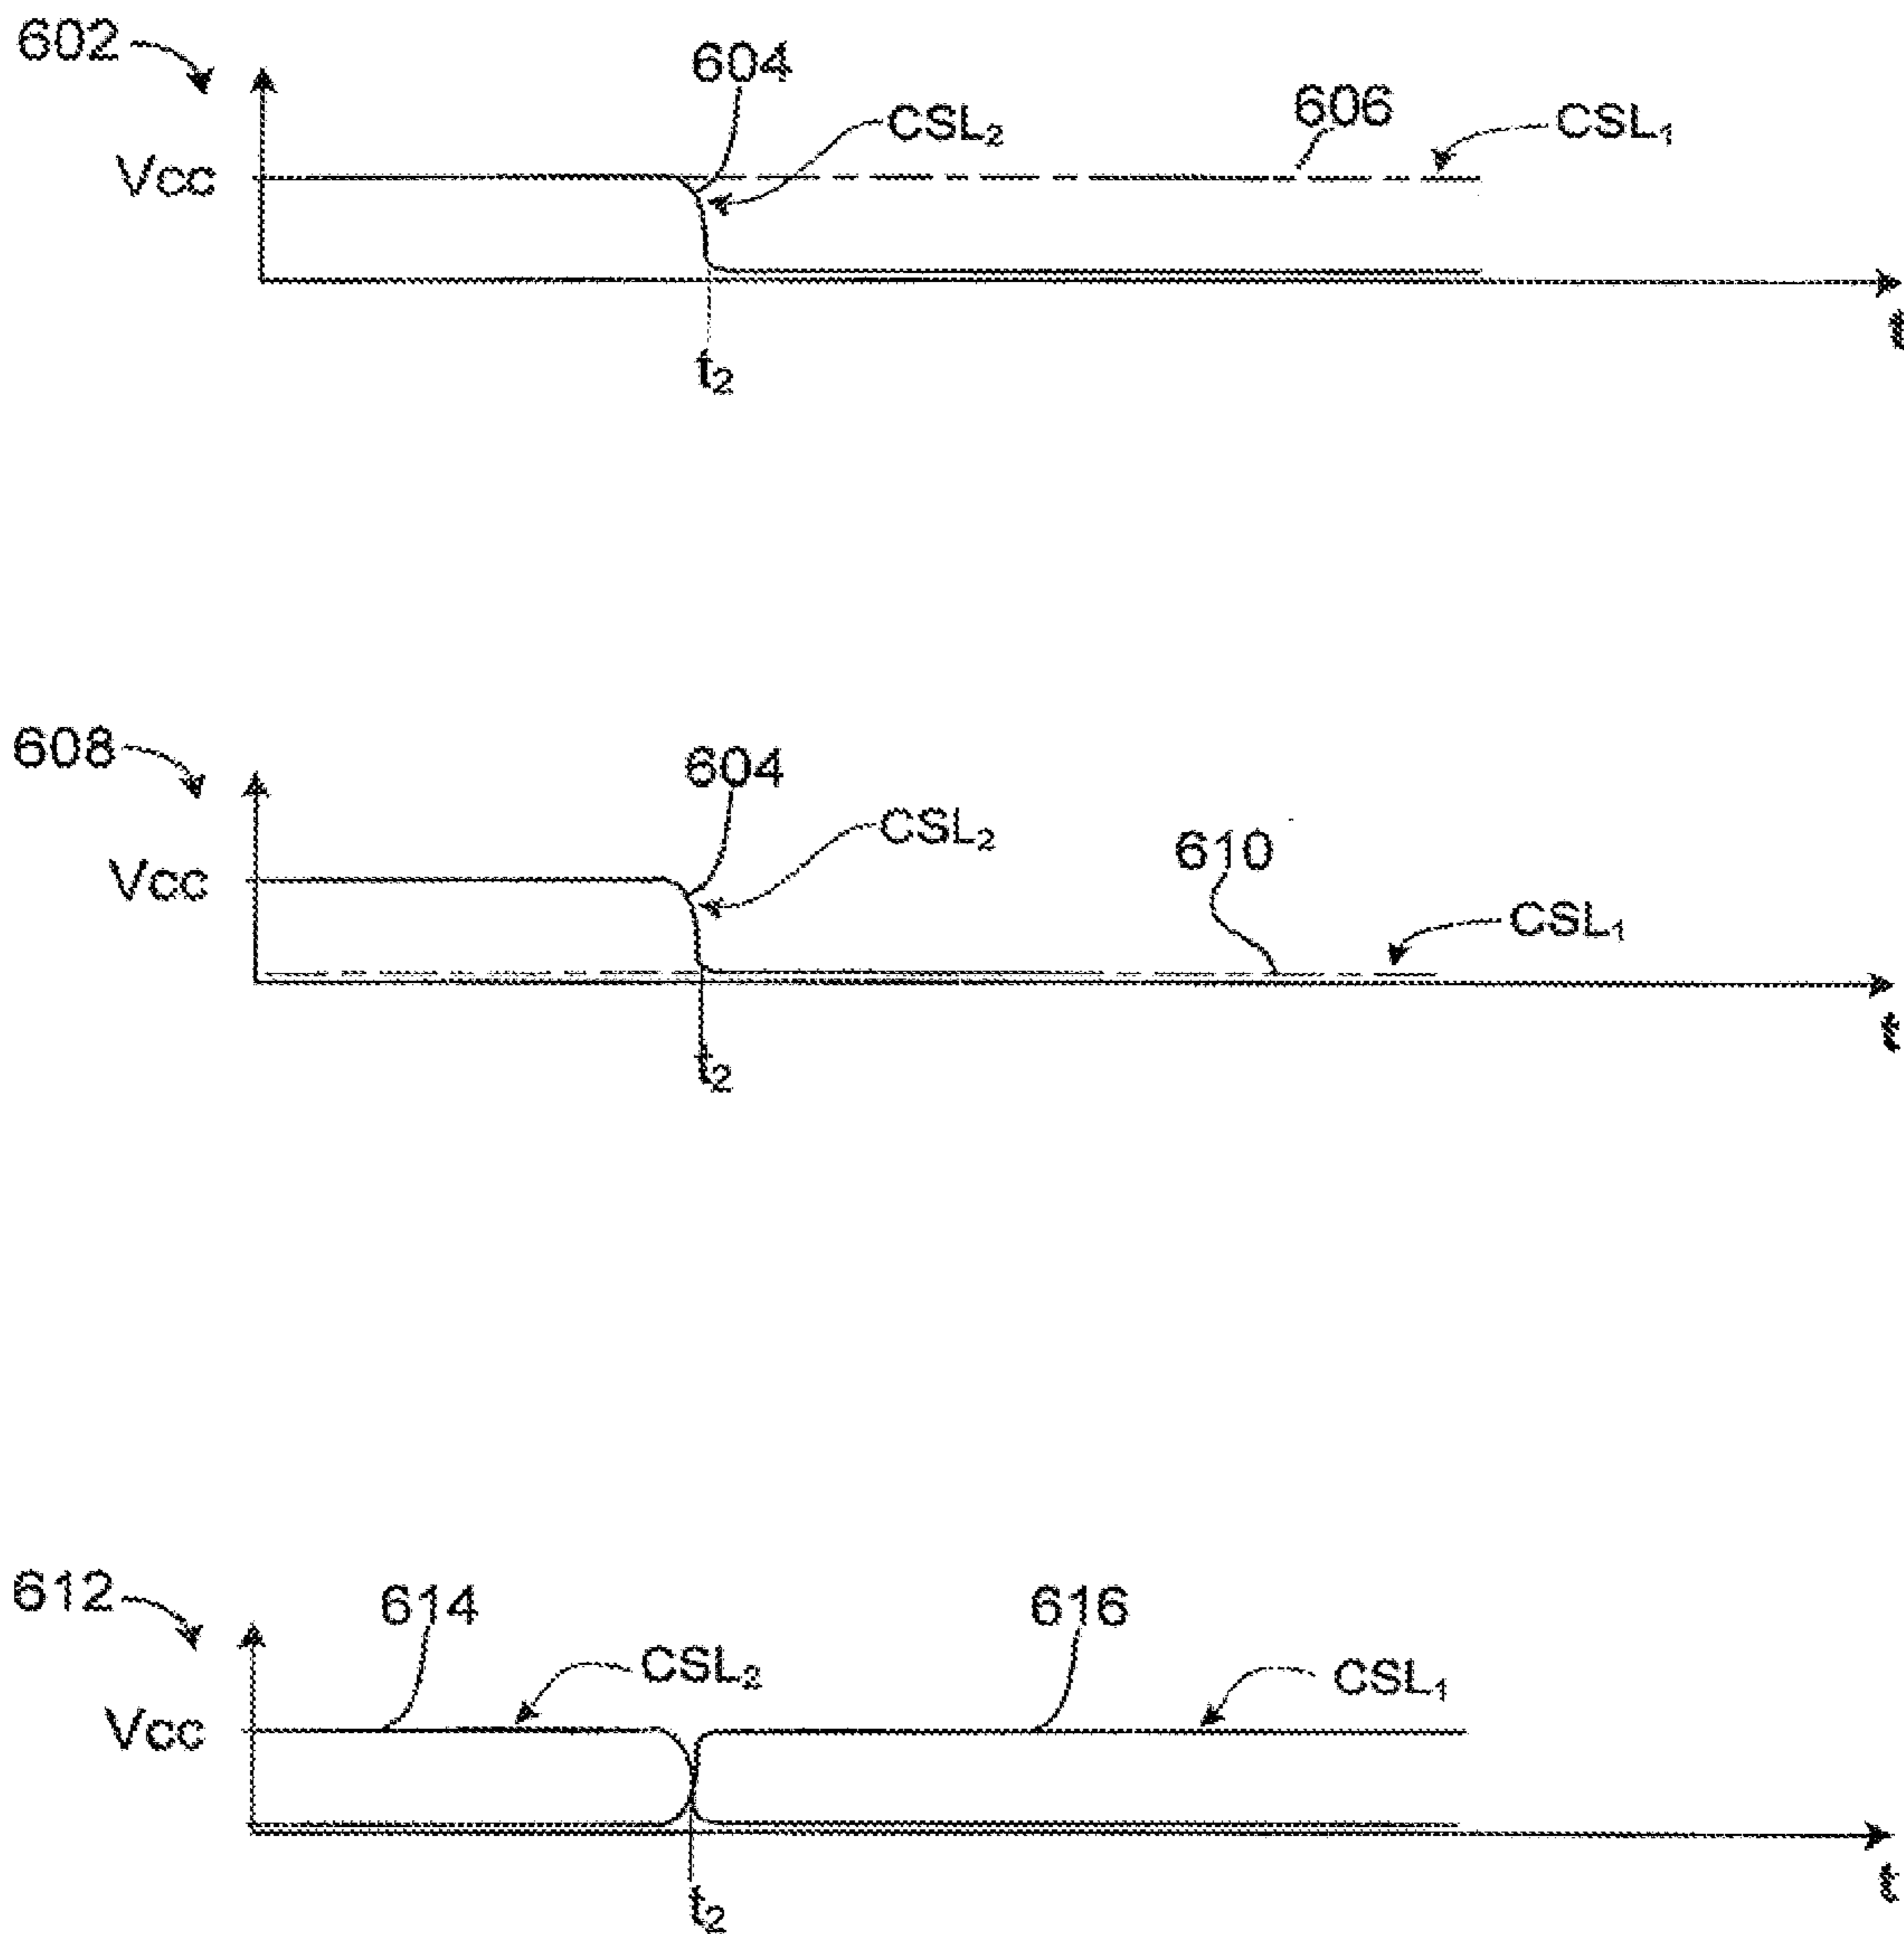 602
604
CSL₂
606
CSL₁
Vcc
t₂
t
608
604
CSL₂
610
CSL₁
Vcc
t₂
t
612
614
CSL₂
616
CSL₁
Vcc
t₂
t